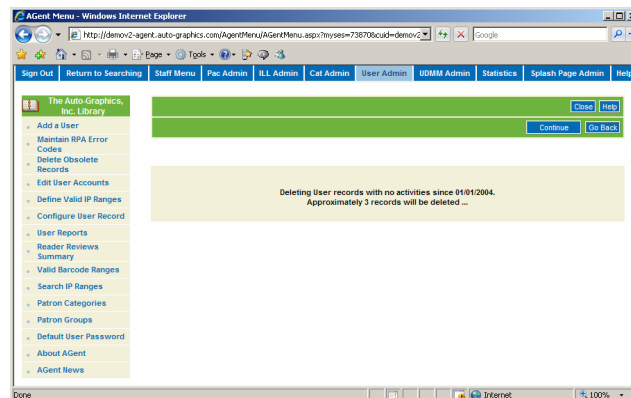 AGent Menu - Windows Internet Explorer
http://demov2-agent.auto-graphics.com/AgentMenu/AGentMenu.aspx?myses=73870&cuid=demov2
Google
Page Tools
Sign Out Return to Searching Staff Menu Pac Admin ILL Admin Cat Admin User Admin UDMM Admin Statistics Splash Page Admin Help
The Auto-Graphics,
Inc. Library
Close Help
Continue Go Back
Add a User
Maintain RPA Error
Codes
Delete Obsolete
Records
Edit User Accounts
Define Valid IP Ranges
Configure User Record
User Reports
Reader Reviews
Summary
Valid Barcode Ranges
Search IP Ranges
Patron Categories
Patron Groups
Default User Password
About AGent
AGent News
Deleting User records with no activities since 01/01/2004.
Approximately 3 records will be deleted ...
Done Internet 100%